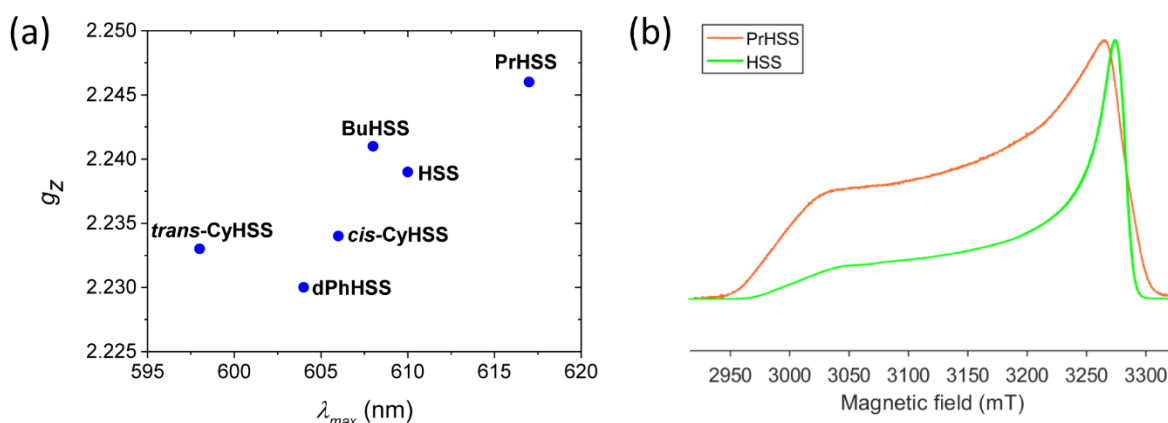 (a)
2.250
2.245
2.240
2.235
2.230
2.225
gz
PrHSS
BuHSS
HSS
trans-CyHSS
cis-CyHSS
dPhHSS
595 600 605 610 615 620
λmax (nm)
(b)
PrHSS
HSS
2950 3000 3050 3100 3150 3200 3250 3300
Magnetic field (mT)